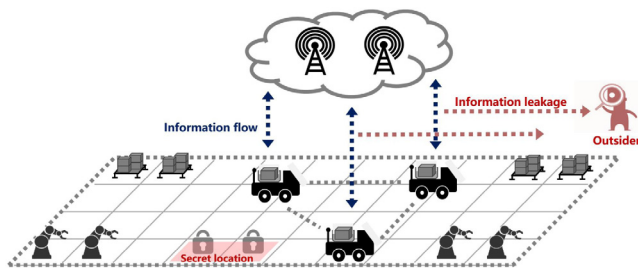 Information leakage
Information flow
Outsider
Secret location